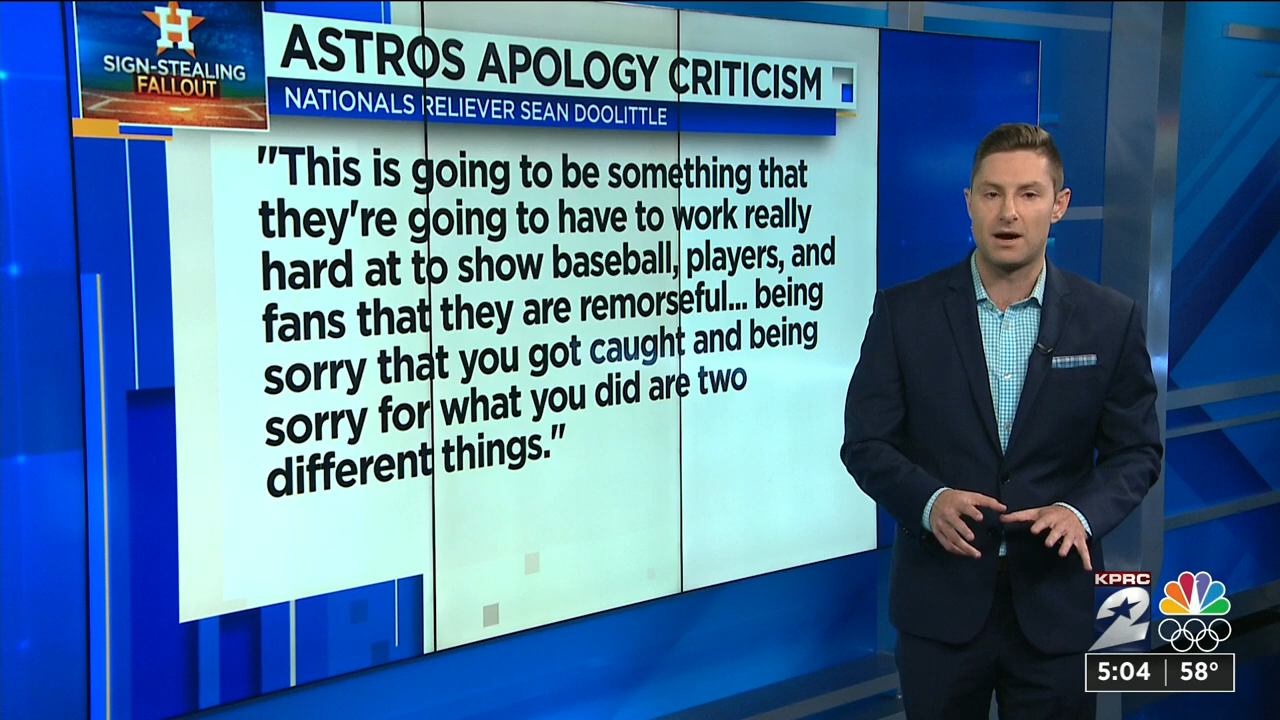 H
SIGN-STEALING
FALLOUT
ASTROS APOLOGY CRITICISM
NATIONALS RELIEVER SEAN DOOLITTLE
"This is going to be something that
they're going to have to work really
hard at to show baseball, players, and
fans that they are remorseful... being
sorry that you got caught and being
sorry for what you did are two
different things."
KPRC
2
5:04 | 58°